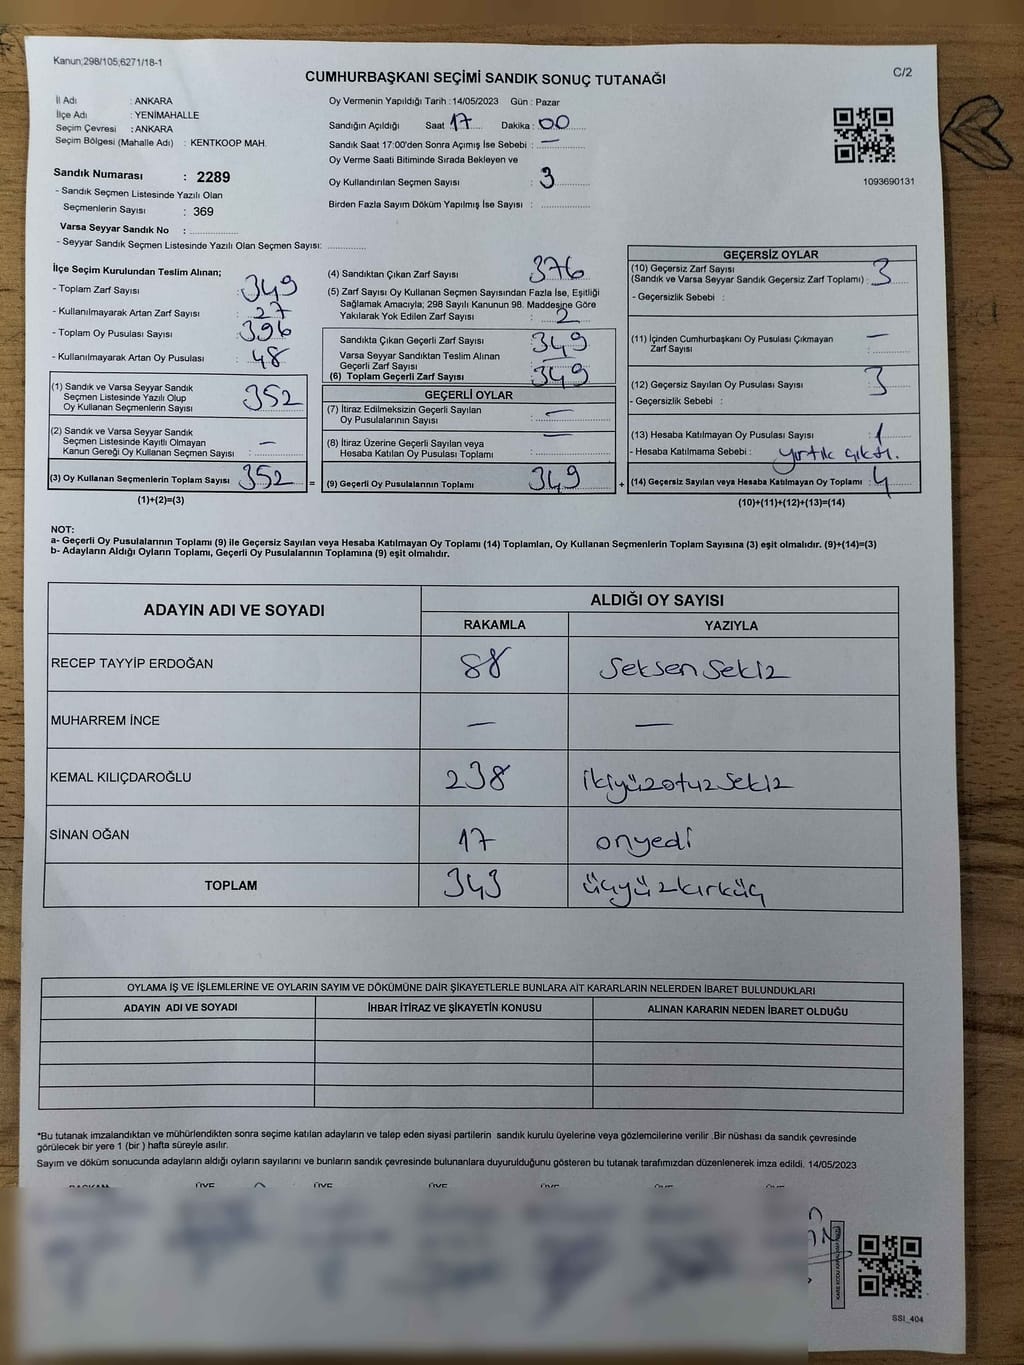 Kanun;298/105;6271/18-1
CUMHURBAŞKANI SEÇİMİ SANDIK SONUÇ TUTANAĞI
C/2
İl Adı : ANKARA
İlçe Adı : YENİMAHALLE
Seçim Çevresi : ANKARA
Seçim Bölgesi (Mahalle Adı) : KENTKOOP MAH.
Sandık Numarası : 2289
- Sandık Seçmen Listesinde Yazılı Olan
Seçmenlerin Sayısı : 369
Varsa Seyyar Sandık No :
- Seyyar Sandık Seçmen Listesinde Yazılı Olan Seçmen Sayısı:
Oy Vermenin Yapıldığı Tarih : 14/05/2023 Gün : Pazar
Sandığın Açıldığı Saat 17 Dakika : 00
Sandık Saat 17:00'den Sonra Açımış İse Sebebi : —
Oy Verme Saati Bitiminde Sırada Bekleyen ve
Oy Kullandırılan Seçmen Sayısı : 3
Birden Fazla Sayım Döküm Yapılmış İse Sayısı :
1093690131
İlçe Seçim Kurulundan Teslim Alınan;
- Toplam Zarf Sayısı : 349
- Kullanılmayarak Artan Zarf Sayısı : 27
- Toplam Oy Pusulası Sayısı : 396
- Kullanılmayarak Artan Oy Pusulası : 48
(1) Sandık ve Varsa Seyyar Sandık
Seçmen Listesinde Yazılı Olup
Oy Kullanan Seçmenlerin Sayısı : 352
(2) Sandık ve Varsa Seyyar Sandık
Seçmen Listesinde Kayıtlı Olmayan
Kanun Gereği Oy Kullanan Seçmen Sayısı : —
(3) Oy Kullanan Seçmenlerin Toplam Sayısı : 352 =
(1)+(2)=(3)
(4) Sandıktan Çıkan Zarf Sayısı : 376
(5) Zarf Sayısı Oy Kullanan Seçmen Sayısından Fazla İse, Eşitliği
Sağlamak Amacıyla; 298 Sayılı Kanunun 98. Maddesine Göre
Yakılarak Yok Edilen Zarf Sayısı : 2
Sandıkta Çıkan Geçerli Zarf Sayısı : 349
Varsa Seyyar Sandıktan Teslim Alınan
Geçerli Zarf Sayısı :
(6) Toplam Geçerli Zarf Sayısı : 349
GEÇERLİ OYLAR
(7) İtiraz Edilmeksizin Geçerli Sayılan
Oy Pusulalarının Sayısı : —
(8) İtiraz Üzerine Geçerli Sayılan veya
Hesaba Katılan Oy Pusulası Toplamı : —
(9) Geçerli Oy Pusulalarının Toplamı : 349 +
GEÇERSİZ OYLAR
(10) Geçersiz Zarf Sayısı
(Sandık ve Varsa Seyyar Sandık Geçersiz Zarf Toplamı) : 3
- Geçersizlik Sebebi :
(11) İçinden Cumhurbaşkanı Oy Pusulası Çıkmayan
Zarf Sayısı : —
(12) Geçersiz Sayılan Oy Pusulası Sayısı : 3
- Geçersizlik Sebebi :
(13) Hesaba Katılmayan Oy Pusulası Sayısı : 1
- Hesaba Katılmama Sebebi : yırtık çıktı.
(14) Geçersiz Sayılan veya Hesaba Katılmayan Oy Toplamı : 4
(10)+(11)+(12)+(13)=(14)
NOT:
a- Geçerli Oy Pusulalarının Toplamı (9) ile Geçersiz Sayılan veya Hesaba Katılmayan Oy Toplamı (14) Toplamları, Oy Kullanan Seçmenlerin Toplam Sayısına (3) eşit olmalıdır. (9)+(14)=(3)
b- Adayların Aldığı Oyların Toplamı, Geçerli Oy Pusulalarının Toplamına (9) eşit olmalıdır.
ADAYIN ADI VE SOYADI
ALDIĞI OY SAYISI
RAKAMLA YAZIYLA
RECEP TAYYİP ERDOĞAN 88 Seksen Sekiz
MUHARREM İNCE — —
KEMAL KILIÇDAROĞLU 238 ikiyüzotuzsekiz
SİNAN OĞAN 17 onyedi
TOPLAM 343 üçyüzkırküç
OYLAMA İŞ VE İŞLEMLERİNE VE OYLARIN SAYIM VE DÖKÜMÜNE DAİR ŞİKAYETLERLE BUNLARA AİT KARARLARIN NELERDEN İBARET BULUNDUKLARI
ADAYIN ADI VE SOYADI İHBAR İTİRAZ VE ŞİKAYETİN KONUSU ALINAN KARARIN NEDEN İBARET OLDUĞU
*Bu tutanak imzalandıktan ve mühürlendikten sonra seçime katılan adayların ve talep eden siyasi partilerin sandık kurulu üyelerine veya gözlemcilerine verilir .Bir nüshası da sandık çevresinde
görülecek bir yere 1 (bir ) hafta süreyle asılır.
Sayım ve döküm sonucunda adayların aldığı oyların sayılarını ve bunların sandık çevresinde bulunanlara duyurulduğunu gösteren bu tutanak tarafımızdan düzenlenerek imza edildi. 14/05/2023
BAŞKAN ÜYE ÜYE ÜYE ÜYE ÜYE ÜYE
SSI_404